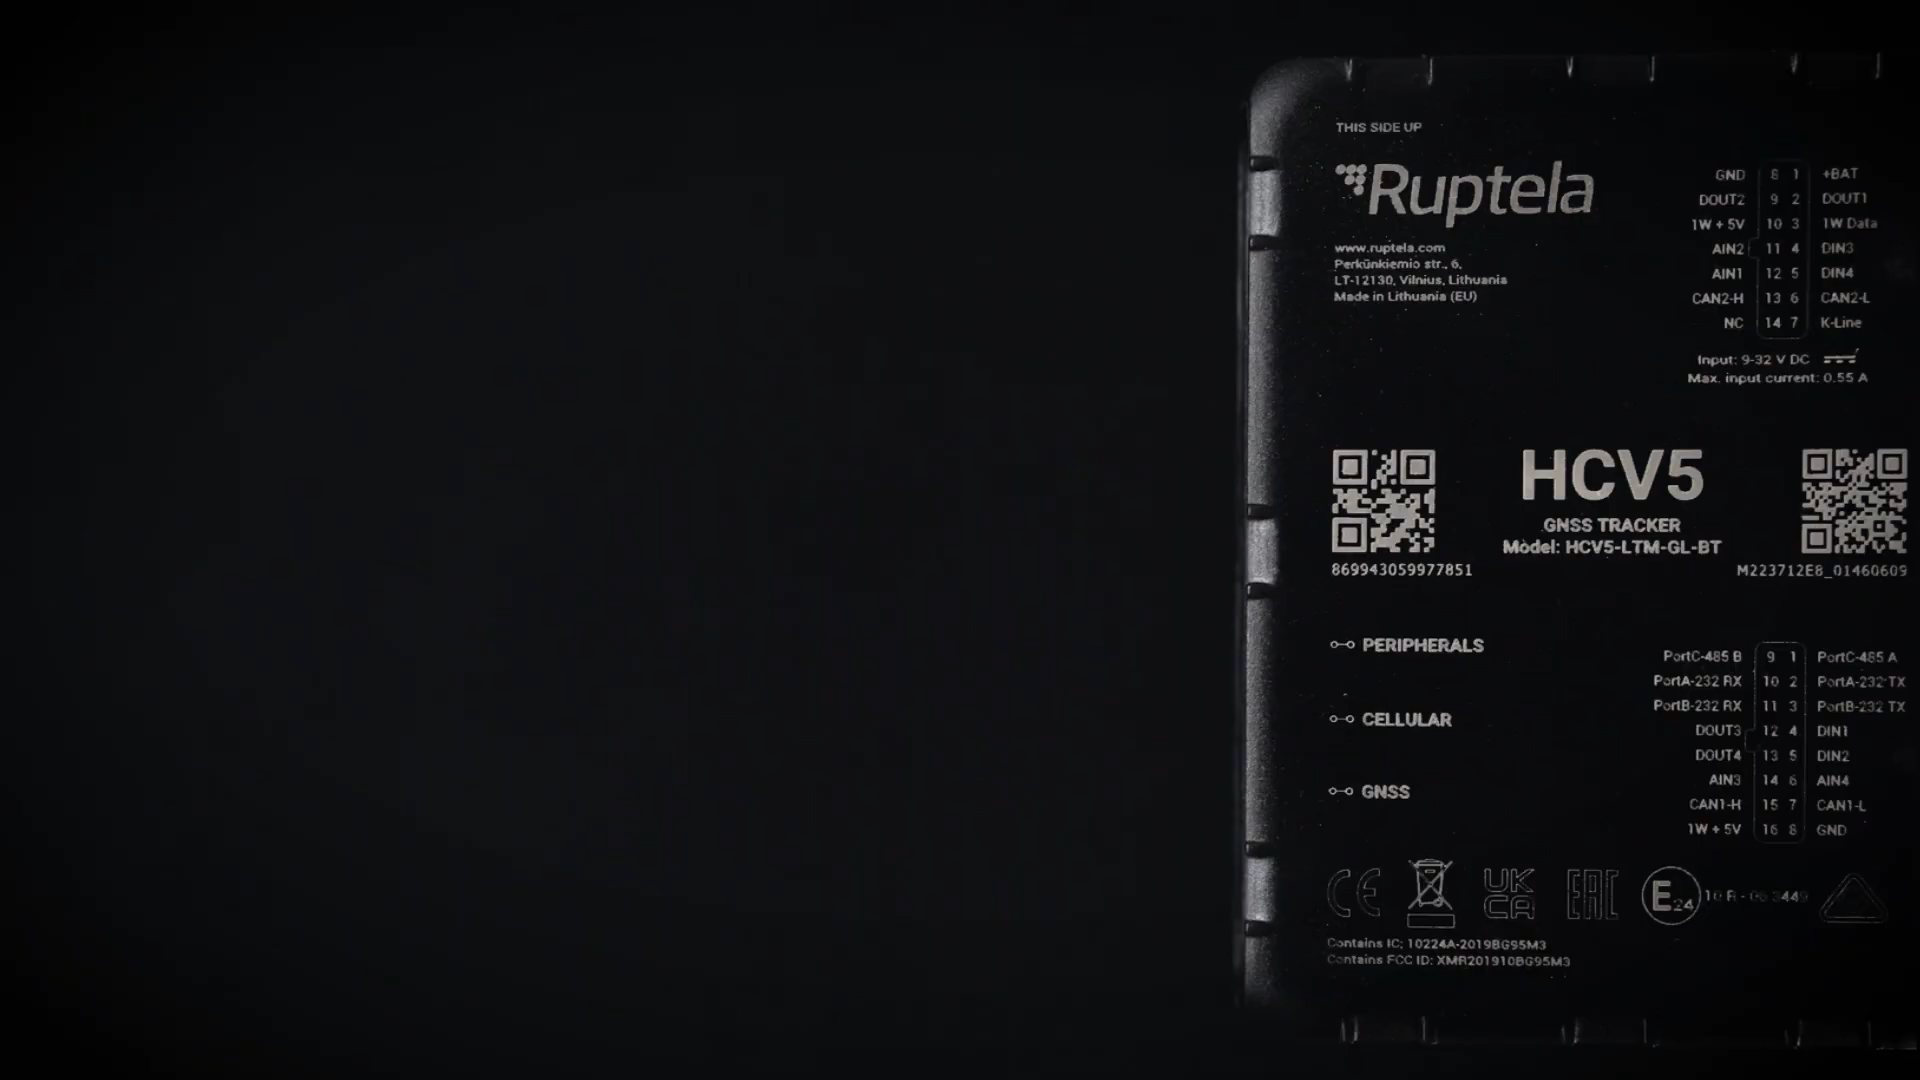 THIS SIDE UP
Ruptela
www.ruptela.com
Perkūnkiemio str., 6,
LT-12130, Vilnius, Lithuania
Made in Lithuania (EU)
GND 8 1 +BAT
DOUT2 9 2 DOUT1
1W + 5V 10 3 1W Data
AIN2 11 4 DIN3
AIN1 12 5 DIN4
CAN2-H 13 6 CAN2-L
NC 14 7 K-Line
Input: 9-32 V DC
Max. input current: 0.55 A
HCV5
GNSS TRACKER
Model: HCV5-LTM-GL-BT
869943059977851
M223712E8_01460609
PERIPHERALS
CELLULAR
GNSS
PortC-485 B 9 1 PortC-485 A
PortA-232 RX 10 2 PortA-232 TX
PortB-232 RX 11 3 PortB-232 TX
DOUT3 12 4 DIN1
DOUT4 13 5 DIN2
AIN3 14 6 AIN4
CAN1-H 15 7 CAN1-L
1W + 5V 16 8 GND
CE UK CA EAC E24 10 R -
Contains IC: 10224A-2019BG95M3
Contains FCC ID: XMR201910BG95M3